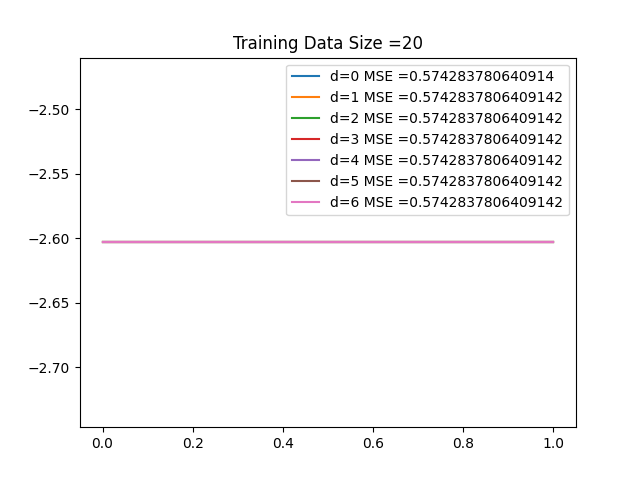 Training Data Size =20
d=0 MSE =0.574283780640914
d=1 MSE =0.5742837806409142
d=2 MSE =0.5742837806409142
d=3 MSE =0.5742837806409142
d=4 MSE =0.5742837806409142
d=5 MSE =0.5742837806409142
d=6 MSE =0.5742837806409142
−2.50
−2.55
−2.60
−2.65
−2.70
0.0 0.2 0.4 0.6 0.8 1.0